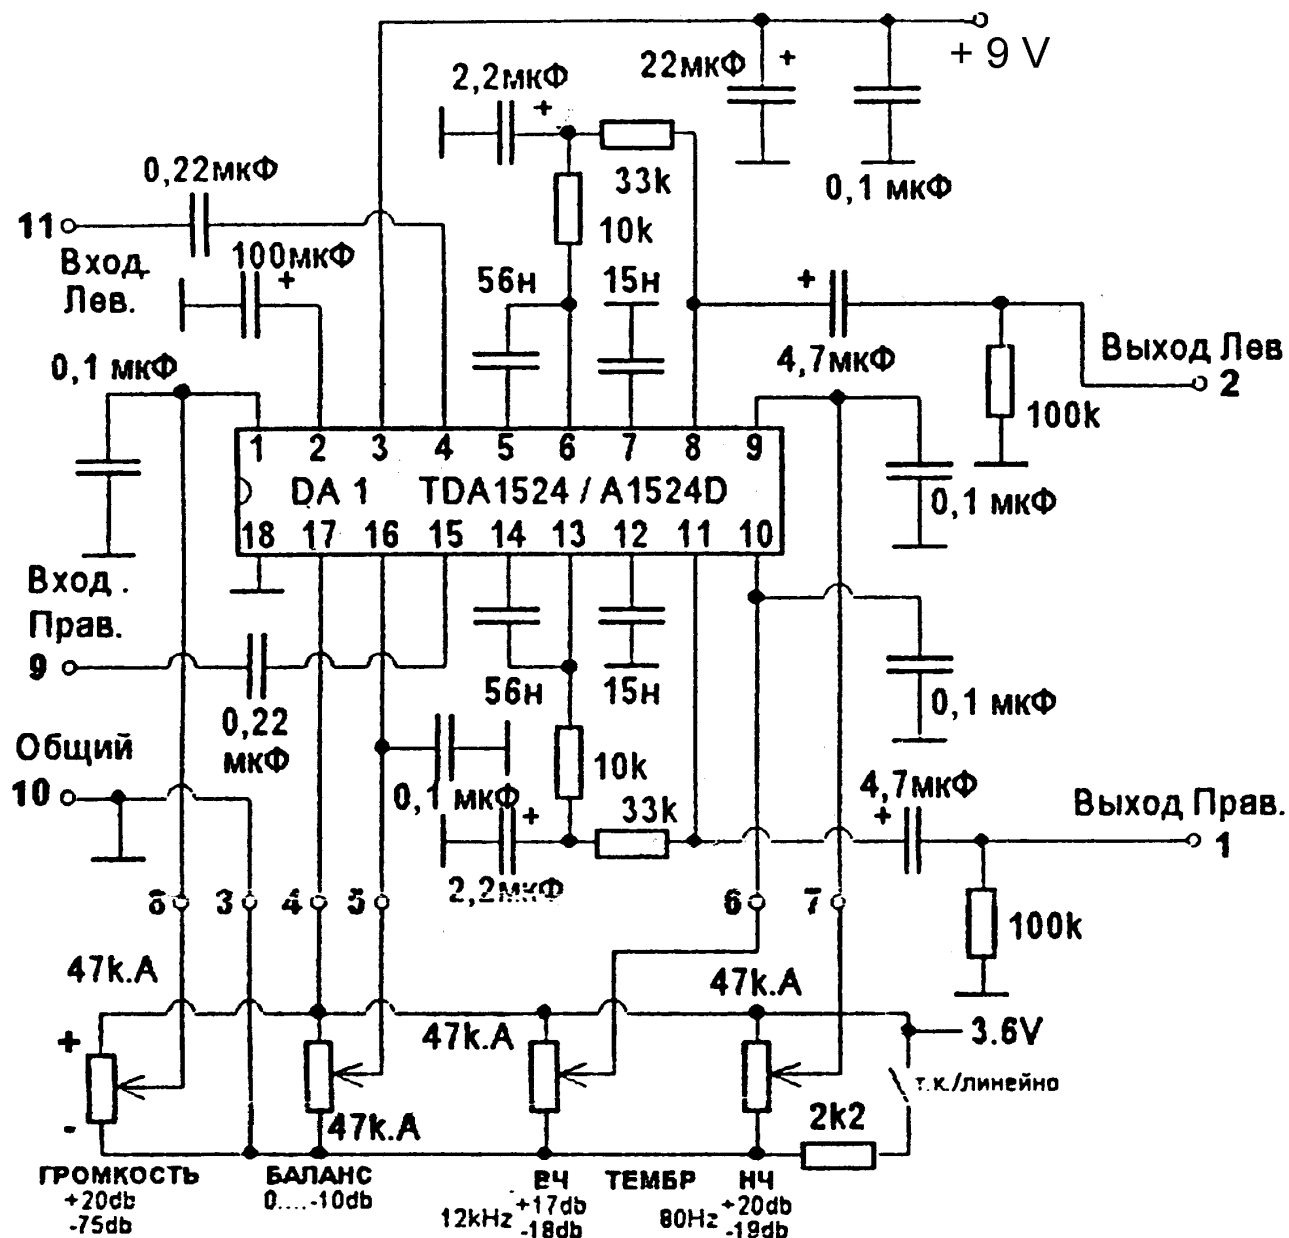 + 9 V
2,2мкФ
+
22мкФ
+
0,22мкФ
33k
0,1 мкФ
11
10k
Вход.
Лев.
100мкФ
+
56н
15н
+
4,7мкФ
0,1 мкФ
Выход Лев
2
100k
1 2 3 4 5 6 7 8 9
DA 1 TDA1524 / A1524D
18 17 16 15 14 13 12 11 10
0,1 мкФ
Вход .
Прав.
9
0,22
мкФ
56н
15н
0,1 мкФ
Общий
10
10k
0,1 мкФ
+
33k
4,7мкФ
+
Выход Прав.
1
2,2мкФ
8 3 4 5 6 7
100k
47k.A
47k.A
47k.A
3.6V
+
-
т.к./линейно
47k.A
2k2
ГРОМКОСТЬ БАЛАНС ВЧ ТЕМБР НЧ
+20db
-75db
0....-10db
12kHz +17db
-18db
80Hz +20db
-19db